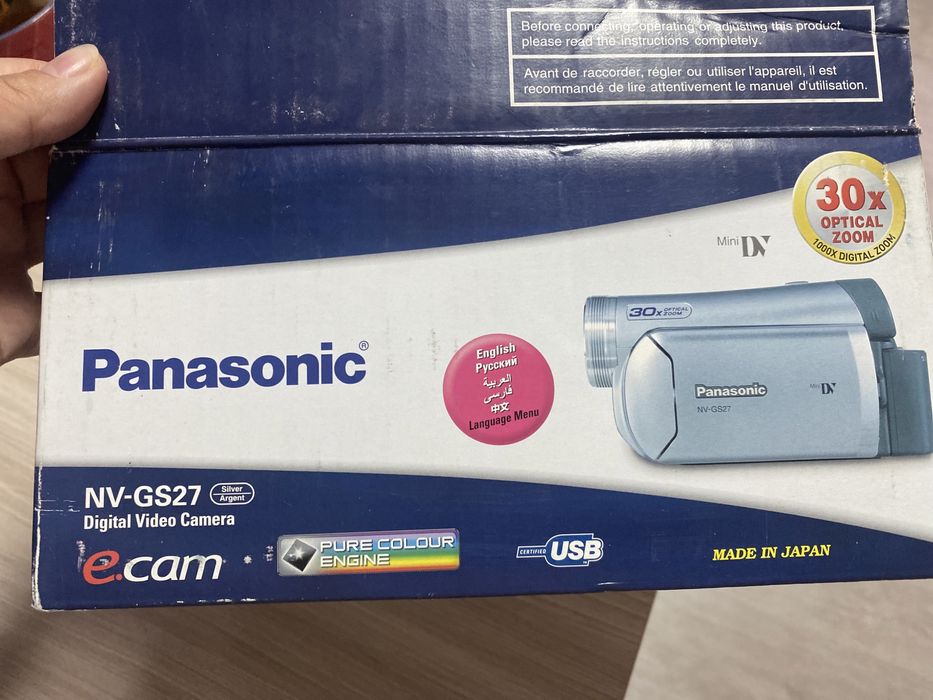 Before connecting, operating or adjusting this product,
please read the instructions completely.
Avant de raccorder, régler ou utiliser l'appareil, il est
recommandé de lire attentivement le manuel d'utilisation.
30x
OPTICAL
ZOOM
1000X DIGITAL ZOOM
Mini DV
30x OPTICAL ZOOM
Panasonic®
English
Русский
العربية
فارسی
中文
Language Menu
Panasonic
Mini DV
NV-GS27
NV-GS27 Silver Argent
Digital Video Camera
e.cam
PURE COLOUR
ENGINE
CERTIFIED USB™
MADE IN JAPAN